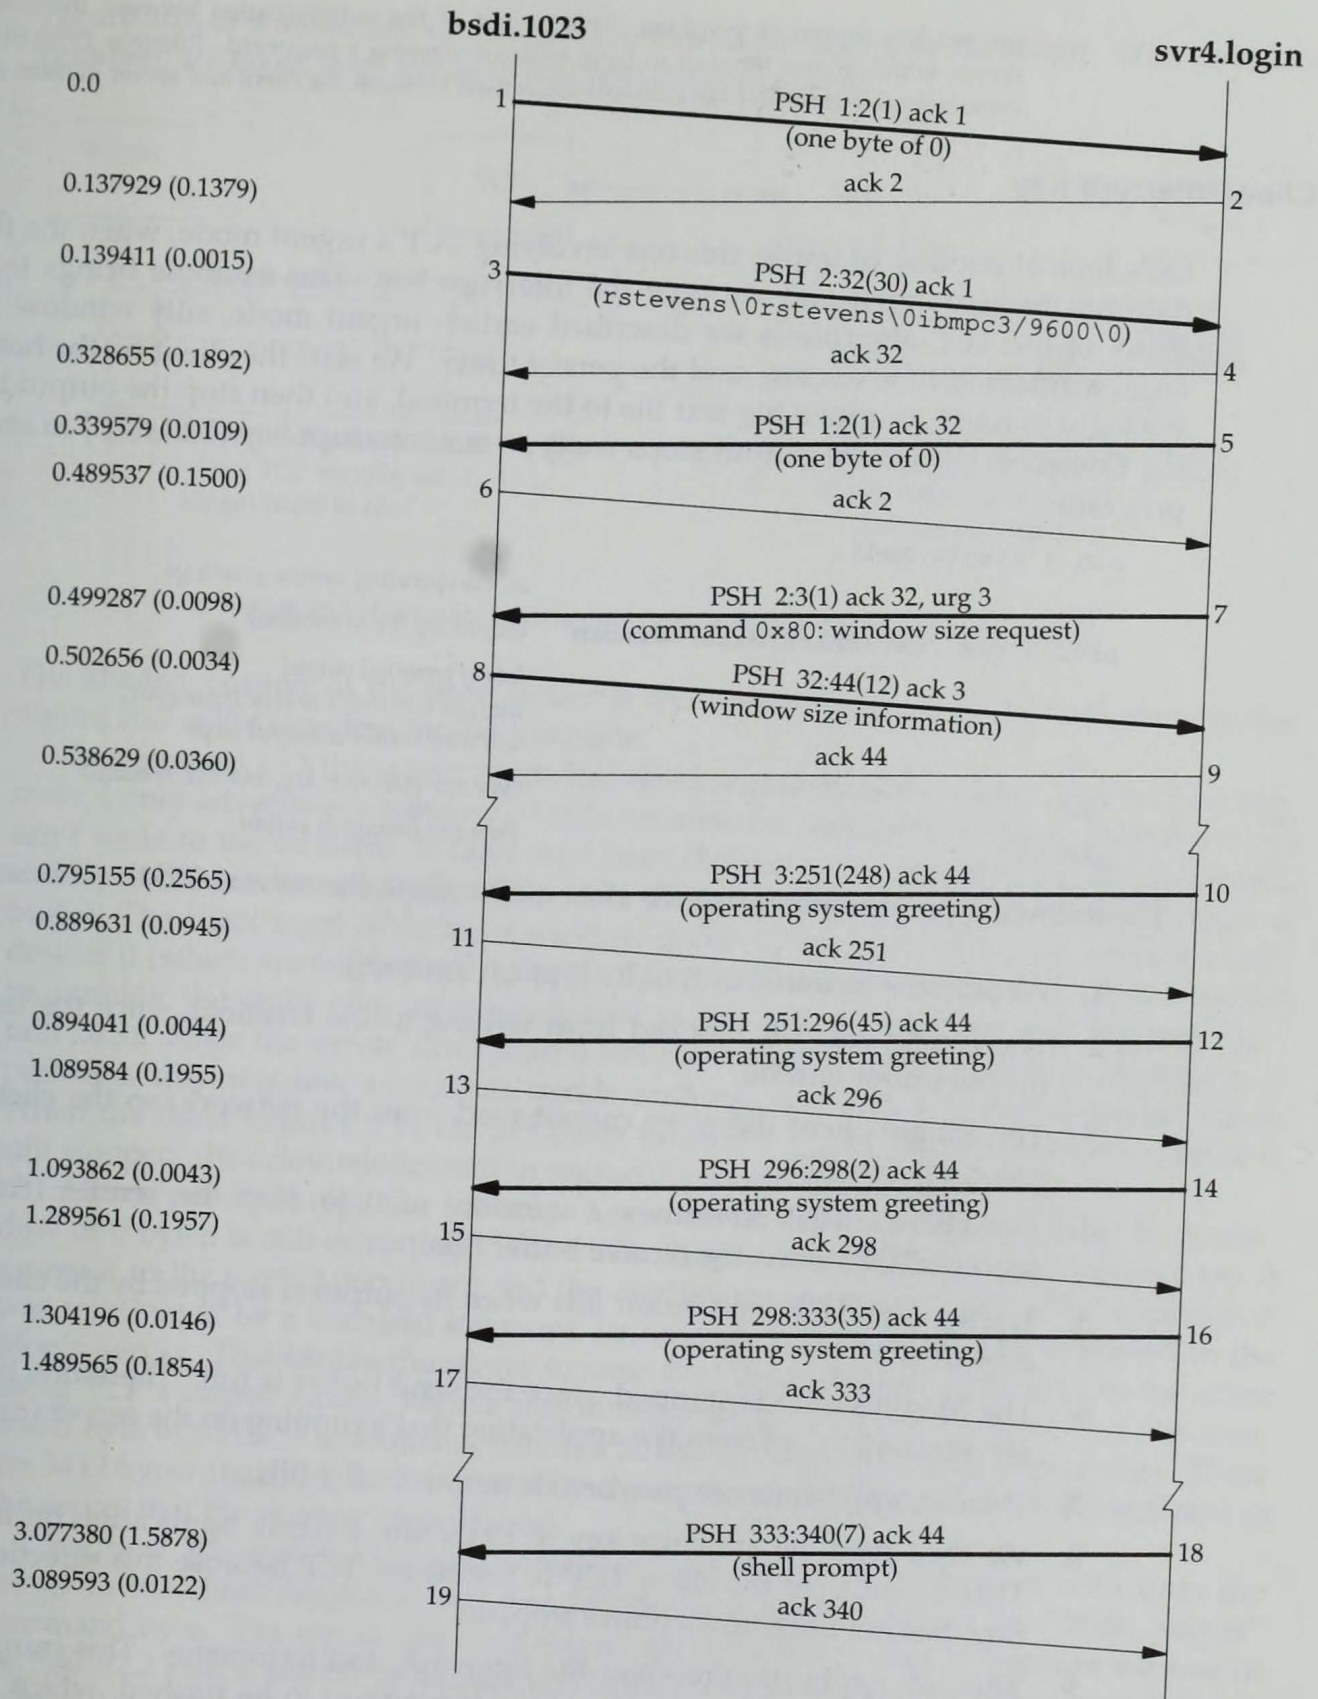 bsdi.1023
svr4.login
0.0
1
PSH 1:2(1) ack 1
(one byte of 0)
0.137929 (0.1379)
ack 2
2
0.139411 (0.0015)
3
PSH 2:32(30) ack 1
(rstevens\0rstevens\0ibmpc3/9600\0)
0.328655 (0.1892)
ack 32
4
0.339579 (0.0109)
PSH 1:2(1) ack 32
(one byte of 0)
5
0.489537 (0.1500)
6
ack 2
0.499287 (0.0098)
PSH 2:3(1) ack 32, urg 3
(command 0x80: window size request)
7
0.502656 (0.0034)
8
PSH 32:44(12) ack 3
(window size information)
0.538629 (0.0360)
ack 44
9
0.795155 (0.2565)
PSH 3:251(248) ack 44
(operating system greeting)
10
0.889631 (0.0945)
11
ack 251
0.894041 (0.0044)
PSH 251:296(45) ack 44
(operating system greeting)
12
1.089584 (0.1955)
13
ack 296
1.093862 (0.0043)
PSH 296:298(2) ack 44
(operating system greeting)
14
1.289561 (0.1957)
15
ack 298
1.304196 (0.0146)
PSH 298:333(35) ack 44
(operating system greeting)
16
1.489565 (0.1854)
17
ack 333
3.077380 (1.5878)
PSH 333:340(7) ack 44
(shell prompt)
18
3.089593 (0.0122)
19
ack 340